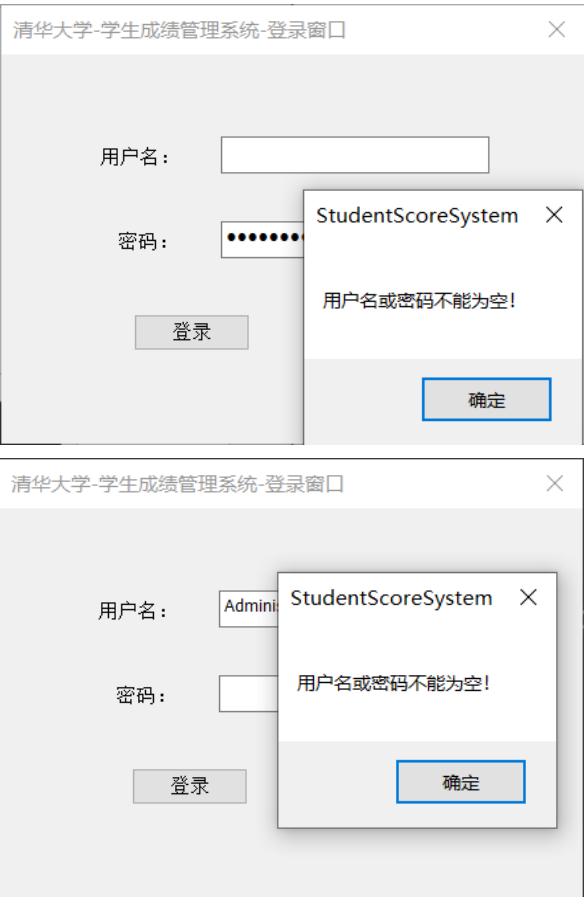 清华大学-学生成绩管理系统-登录窗口
用户名：
密码：
StudentScoreSystem
用户名或密码不能为空!
登录
确定
清华大学-学生成绩管理系统-登录窗口
用户名：
Adminis
StudentScoreSystem
密码：
用户名或密码不能为空!
登录
确定